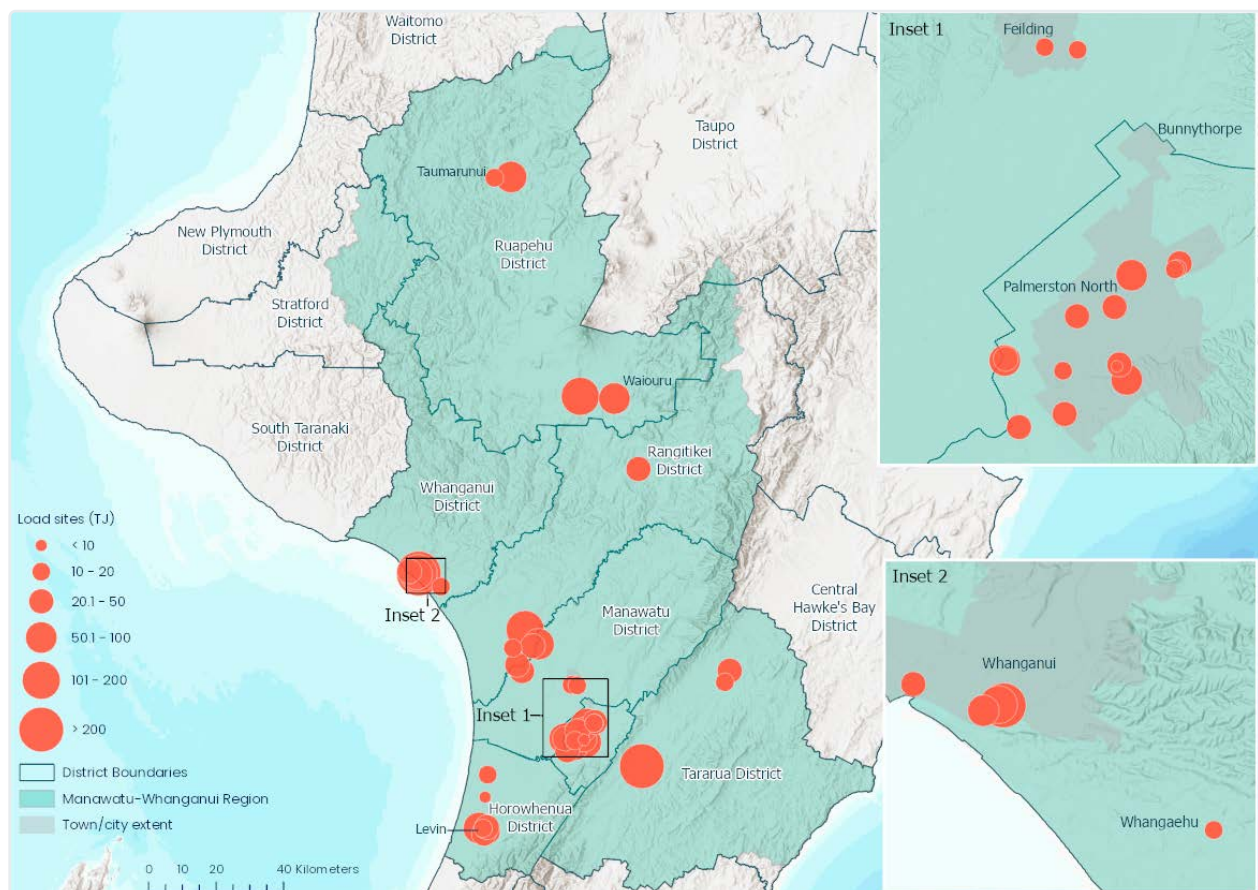 Waitomo
District
Taupo
District
Taumarunui
New Plymouth
District
Ruapehu
District
Stratford
District
Waiouru
South Taranaki
District
Rangitikei
District
Whanganui
District
Load sites (TJ)
< 10
10 - 20
20.1 - 50
50.1 - 100
101 - 200
> 200
District Boundaries
Manawatu-Whanganui Region
Town/city extent
0 10 20 40 Kilometers
Inset 2
Manawatu
District
Central
Hawke's Bay
District
Inset 1
Tararua District
Horowhenua
District
Levin
Inset 1
Feilding
Bunnythorpe
Palmerston North
Inset 2
Whanganui
Whangaehu